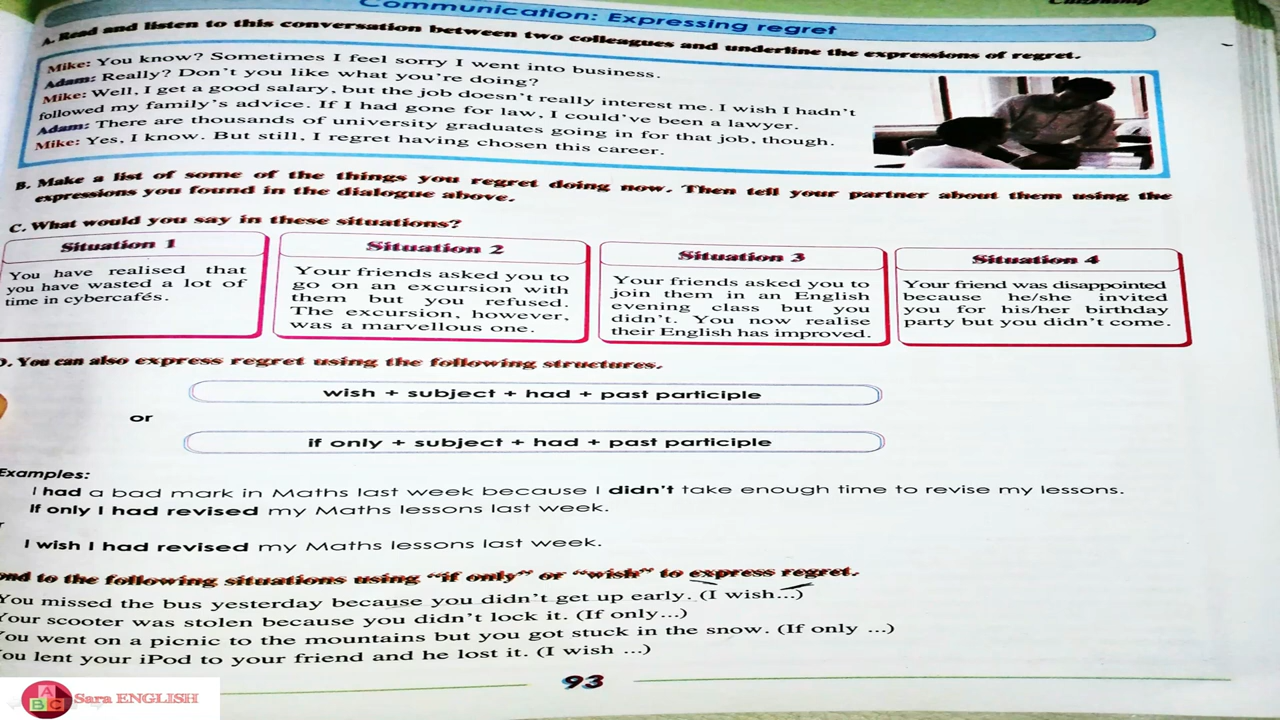 Communication: Expressing regret
A. Read and listen to this conversation between two colleagues and underline the expressions of regret.
Mike: You know? Sometimes I feel sorry I went into business.
Adam: Really? Don't you like what you're doing?
Mike: Well, I get a good salary, but the job doesn't really interest me. I wish I hadn't
followed my family's advice. If I had gone for law, I could've been a lawyer.
Adam: There are thousands of university graduates going in for that job, though.
Mike: Yes, I know. But still, I regret having chosen this career.
B. Make a list of some of the things you regret doing now. Then tell your partner about them using the
expressions you found in the dialogue above.
C. What would you say in these situations?
Situation 1
You have realised that
you have wasted a lot of
time in cybercafés.
Situation 2
Your friends asked you to
go on an excursion with
them but you refused.
The excursion, however,
was a marvellous one.
Situation 3
Your friends asked you to
join them in an English
evening class but you
didn't. You now realise
their English has improved.
Situation 4
Your friend was disappointed
because he/she invited
you for his/her birthday
party but you didn't come.
D. You can also express regret using the following structures.
wish + subject + had + past participle
or
if only + subject + had + past participle
Examples:
I had a bad mark in Maths last week because I didn't take enough time to revise my lessons.
If only I had revised my Maths lessons last week.
I wish I had revised my Maths lessons last week.
to the following situations using "if only" or "wish" to express regret.
You missed the bus yesterday because you didn't get up early. (I wish...)
Your scooter was stolen because you didn't lock it. (If only...)
You went on a picnic to the mountains but you got stuck in the snow. (If only ...)
You lent your iPod to your friend and he lost it. (I wish ...)
93
ABC Sara ENGLISH